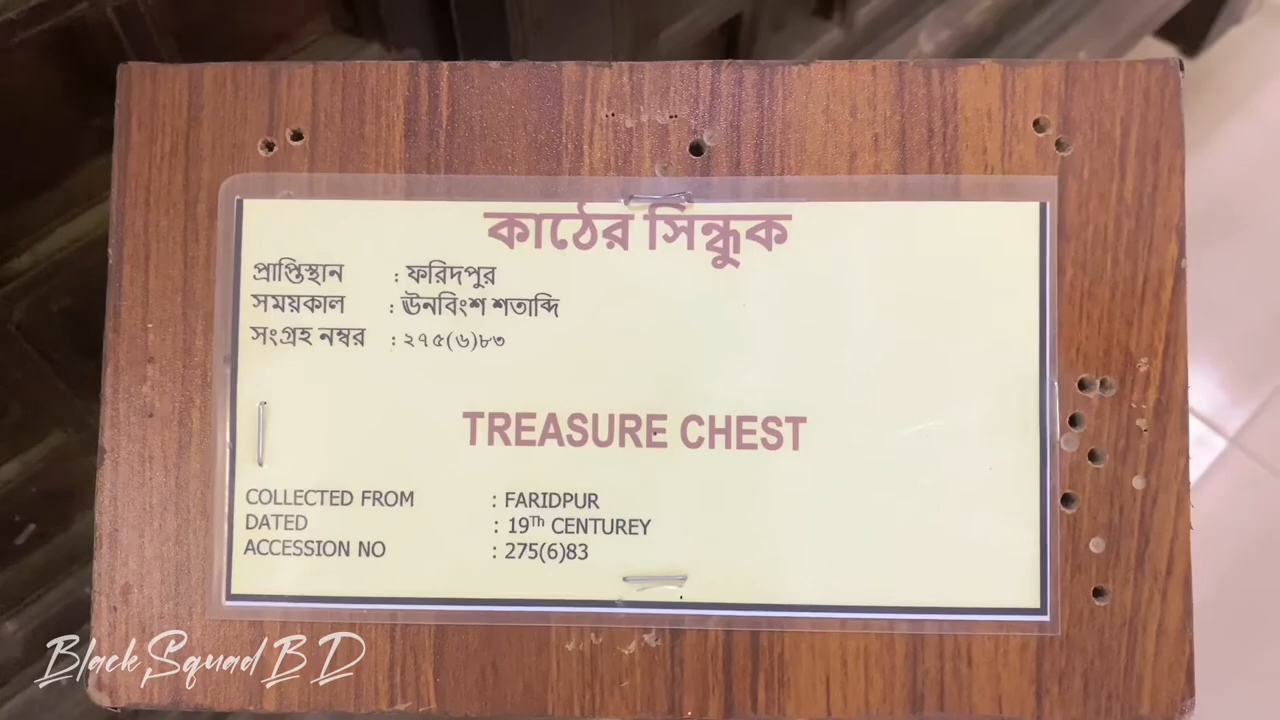 কাঠের সিন্ধুক
প্রাপ্তিস্থান : ফরিদপুর
সময়কাল : ঊনবিংশ শতাব্দি
সংগ্রহ নম্বর : ২৭৫(৬)৮৩
TREASURE CHEST
COLLECTED FROM : FARIDPUR
DATED : 19Th CENTUREY
ACCESSION NO : 275(6)83
Black Squad BD